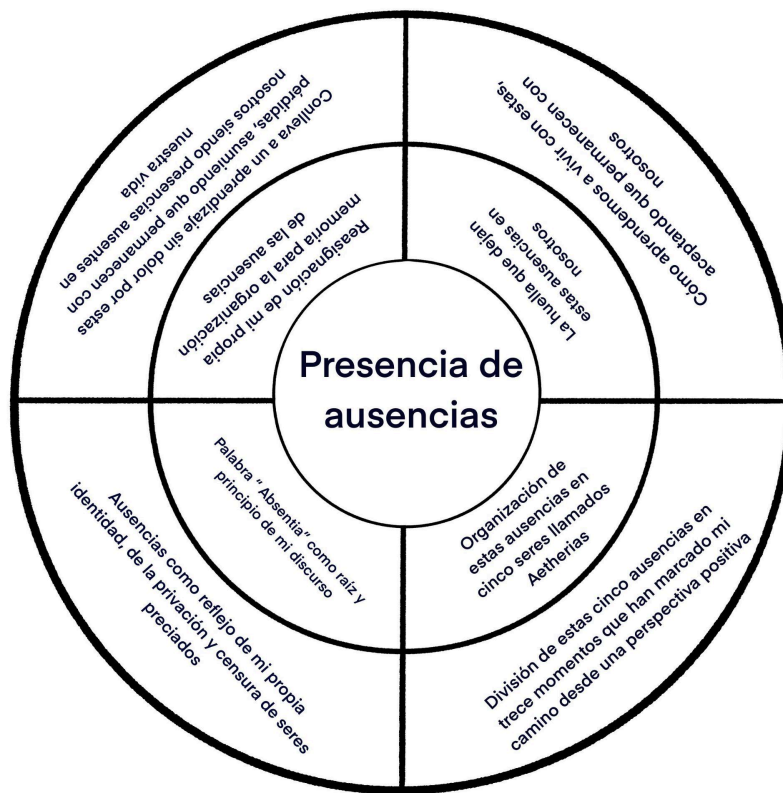 Conlleva a un aprendizaje sin dolor por estas
pérdidas, asumiendo que permanecen con
nosotros siendo presencias ausentes en
nuestra vida
Reasignación de mi propia
memoria para la organización
de las ausencias
Cómo aprendemos a vivir con estas,
aceptando que permanecen con
nosotros
La huella que dejan
estas ausencias en
nosotros
Presencia de
ausencias
Palabra " Absentia" como raíz y
principio de mi discurso
Ausencias como reflejo de mi propia
identidad, de la privación y censura de seres
preciados
Organización de
estas ausencias en
cinco seres llamados
Aetherias
División de estas cinco ausencias en
trece momentos que han marcado mi
camino desde una perspectiva positiva